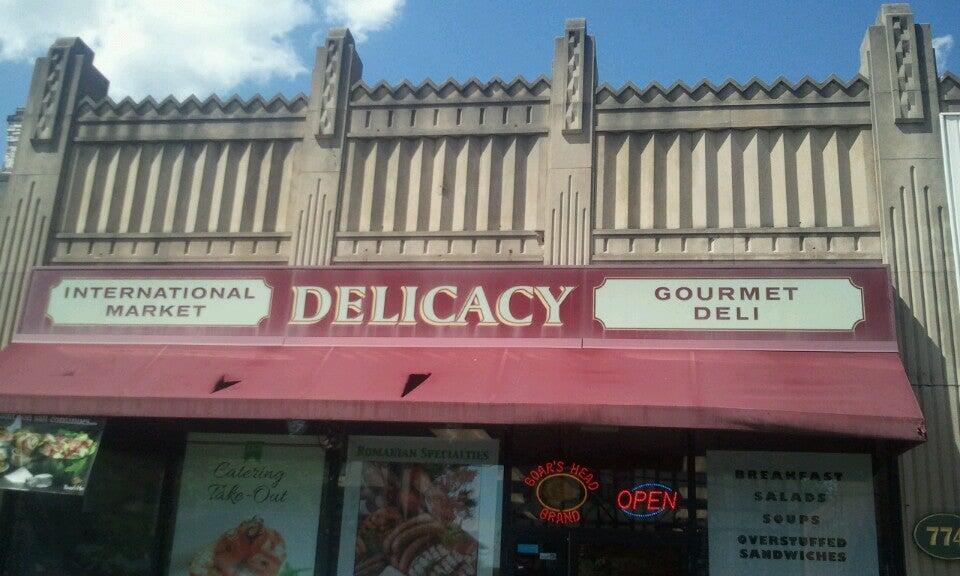 INTERNATIONAL
MARKET
DELICACY
GOURMET
DELI
Catering
Take-Out
ROMANIAN SPECIALTIES
BOAR'S HEAD
BRAND
OPEN
BREAKFAST
SALADS
SOUPS
OVERSTUFFED
SANDWICHES
774